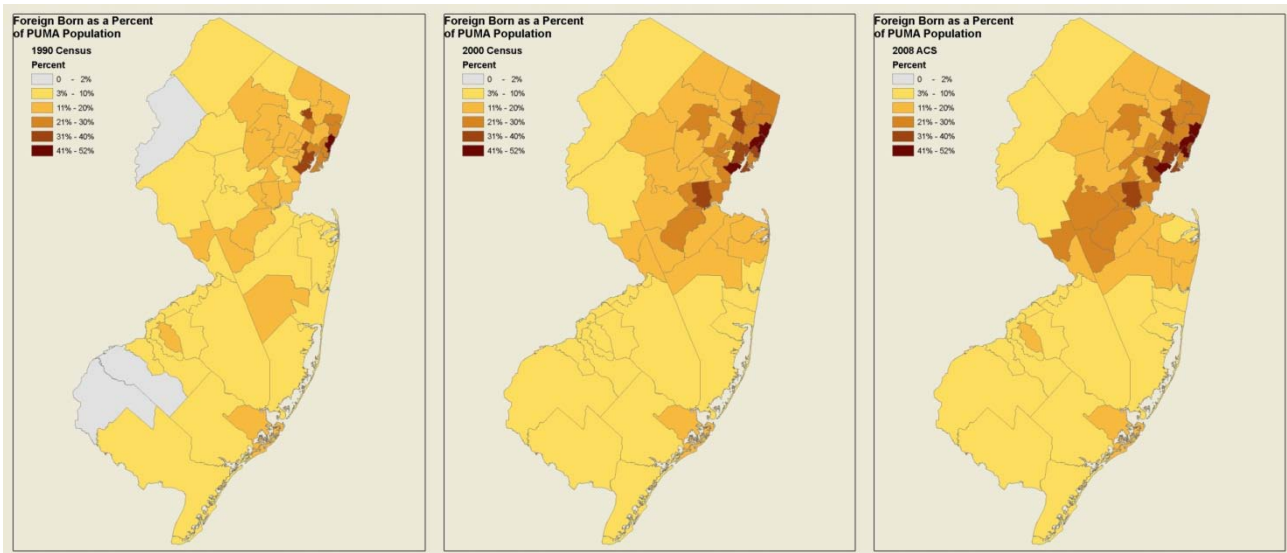 Foreign Born as a Percent
of PUMA Population
1990 Census
Percent
0 - 2%
3% - 10%
11% - 20%
21% - 30%
31% - 40%
41% - 52%
Foreign Born as a Percent
of PUMA Population
2000 Census
Percent
0 - 2%
3% - 10%
11% - 20%
21% - 30%
31% - 40%
41% - 52%
Foreign Born as a Percent
of PUMA Population
2008 ACS
Percent
0 - 2%
3% - 10%
11% - 20%
21% - 30%
31% - 40%
41% - 52%